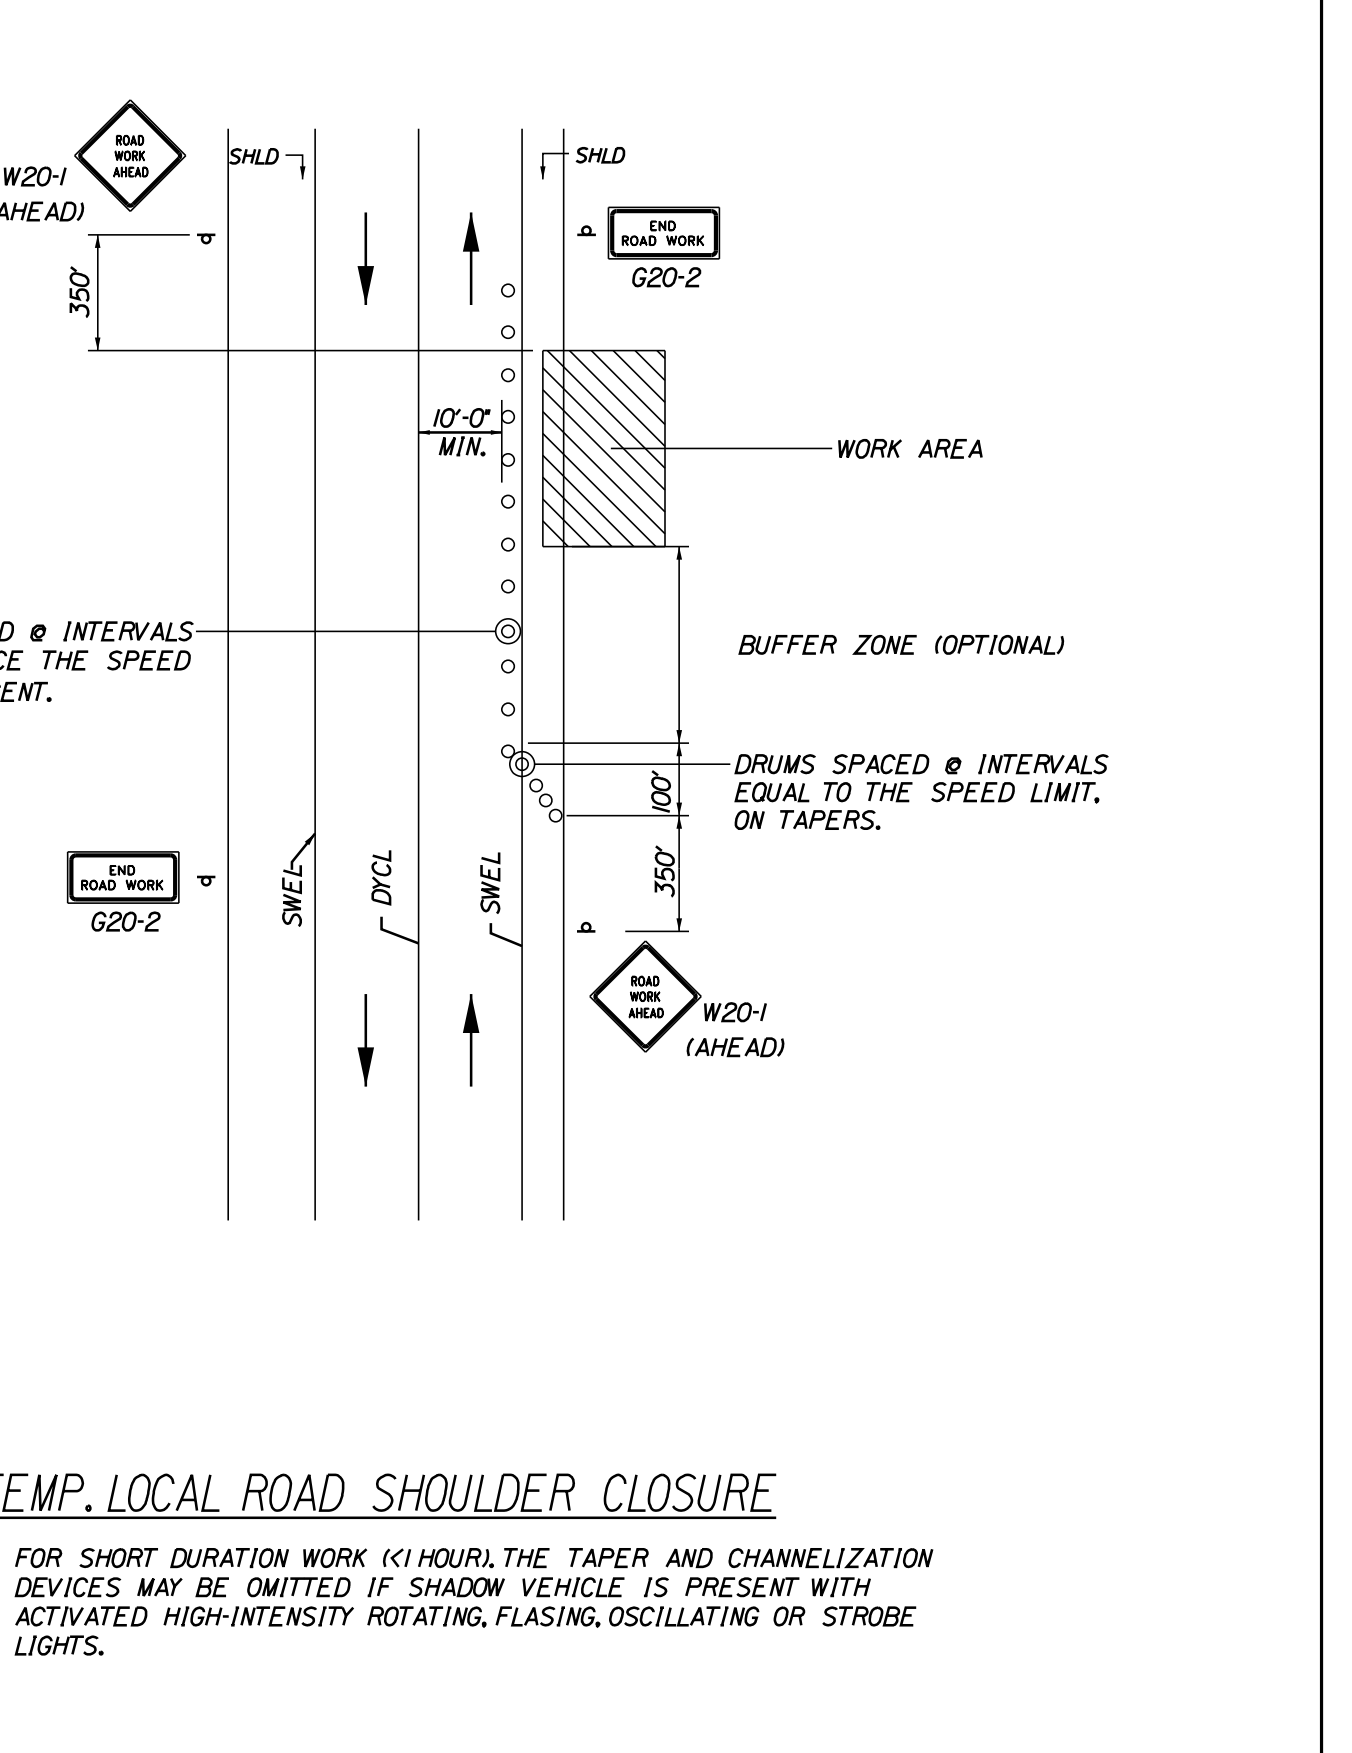 ROAD
WORK
AHEAD
W20-1
AHEAD)
SHLD
SHLD
END
ROAD WORK
G20-2
350'
10'-0"
MIN.
WORK AREA
D @ INTERVALS
CE THE SPEED
ENT.
BUFFER ZONE (OPTIONAL)
DRUMS SPACED @ INTERVALS
EQUAL TO THE SPEED LIMIT,
ON TAPERS.
100'
350'
END
ROAD WORK
G20-2
SWEL
DYCL
SWEL
ROAD
WORK
AHEAD
W20-1
(AHEAD)
EMP. LOCAL ROAD SHOULDER CLOSURE
FOR SHORT DURATION WORK (<1 HOUR). THE TAPER AND CHANNELIZATION
DEVICES MAY BE OMITTED IF SHADOW VEHICLE IS PRESENT WITH
ACTIVATED HIGH-INTENSITY ROTATING, FLASING, OSCILLATING OR STROBE
LIGHTS.